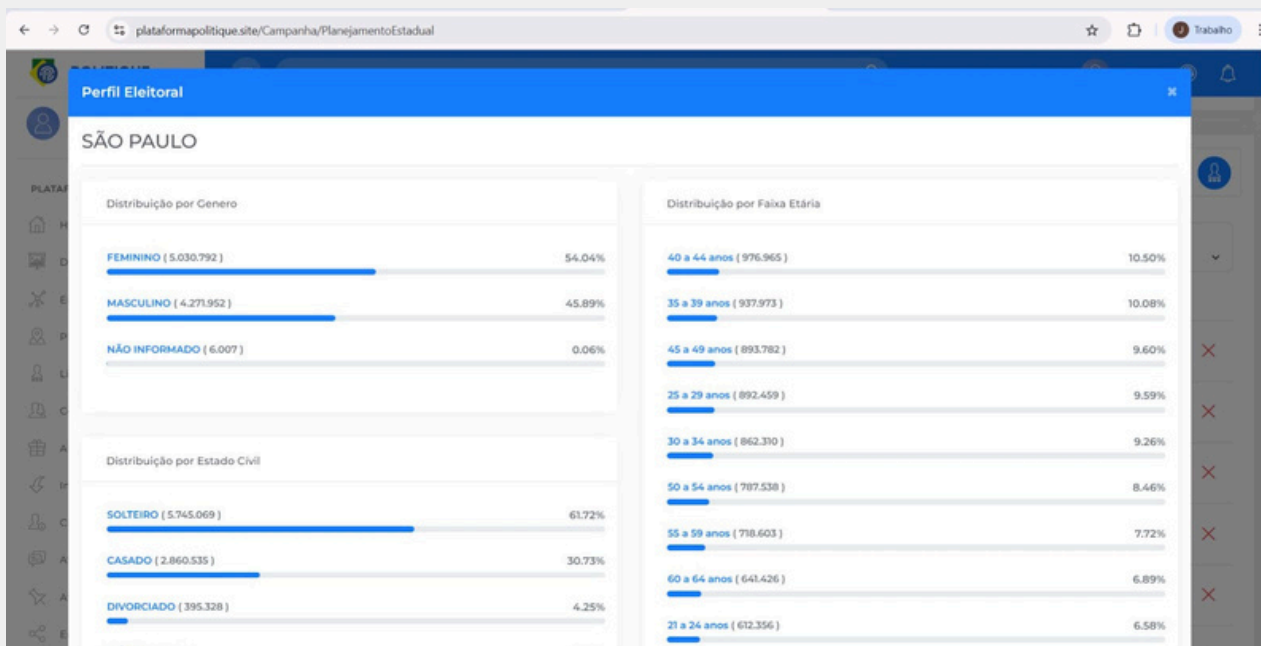 plataformapolitique.site/Campanha/PlanejamentoEstadual
Trabalho
Perfil Eleitoral
SÃO PAULO
PLATAF
Distribuição por Genero
FEMININO ( 5.030.792 ) 54.04%
MASCULINO ( 4.271.952 ) 45.89%
NÃO INFORMADO ( 6.007 ) 0.06%
Distribuição por Estado Civil
SOLTEIRO ( 5.745.069 ) 61.72%
CASADO ( 2.860.535 ) 30.73%
DIVORCIADO ( 395.328 ) 4.25%
Distribuição por Faixa Etária
40 a 44 anos ( 976.965 ) 10.50%
35 a 39 anos ( 937.973 ) 10.08%
45 a 49 anos ( 893.782 ) 9.60%
25 a 29 anos ( 892.459 ) 9.59%
30 a 34 anos ( 862.310 ) 9.26%
50 a 54 anos ( 787.538 ) 8.46%
55 a 59 anos ( 718.603 ) 7.72%
60 a 64 anos ( 641.426 ) 6.89%
21 a 24 anos ( 612.356 ) 6.58%